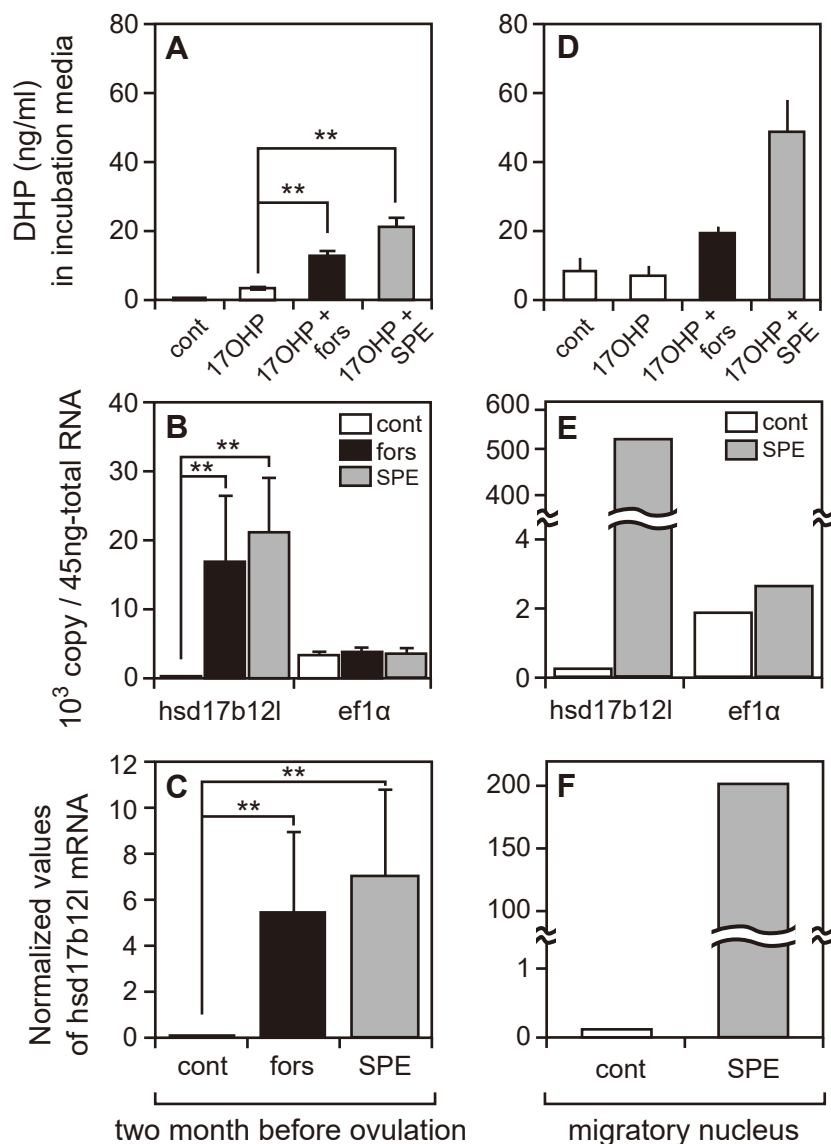 DHP (ng/ml)
in incubation media
A
80
60
40
20
0
**
**
cont
17OHP
17OHP + fors
17OHP + SPE
D
80
60
40
20
0
cont
17OHP
17OHP + fors
17OHP + SPE
10³ copy / 45ng-total RNA
B
40
30
20
10
0
**
**
cont
fors
SPE
hsd17b12l
ef1α
E
600
500
400
4
2
0
cont
SPE
hsd17b12l
ef1α
Normalized values
of hsd17b12l mRNA
C
12
10
8
6
4
2
0
**
**
cont
fors
SPE
two month before ovulation
F
200
150
100
1
0
cont
SPE
migratory nucleus